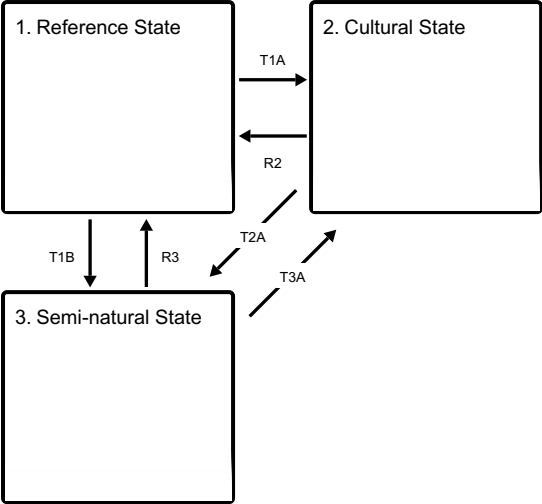 1. Reference State
2. Cultural State
T1A
R2
T2A
T1B
R3
T3A
3. Semi-natural State